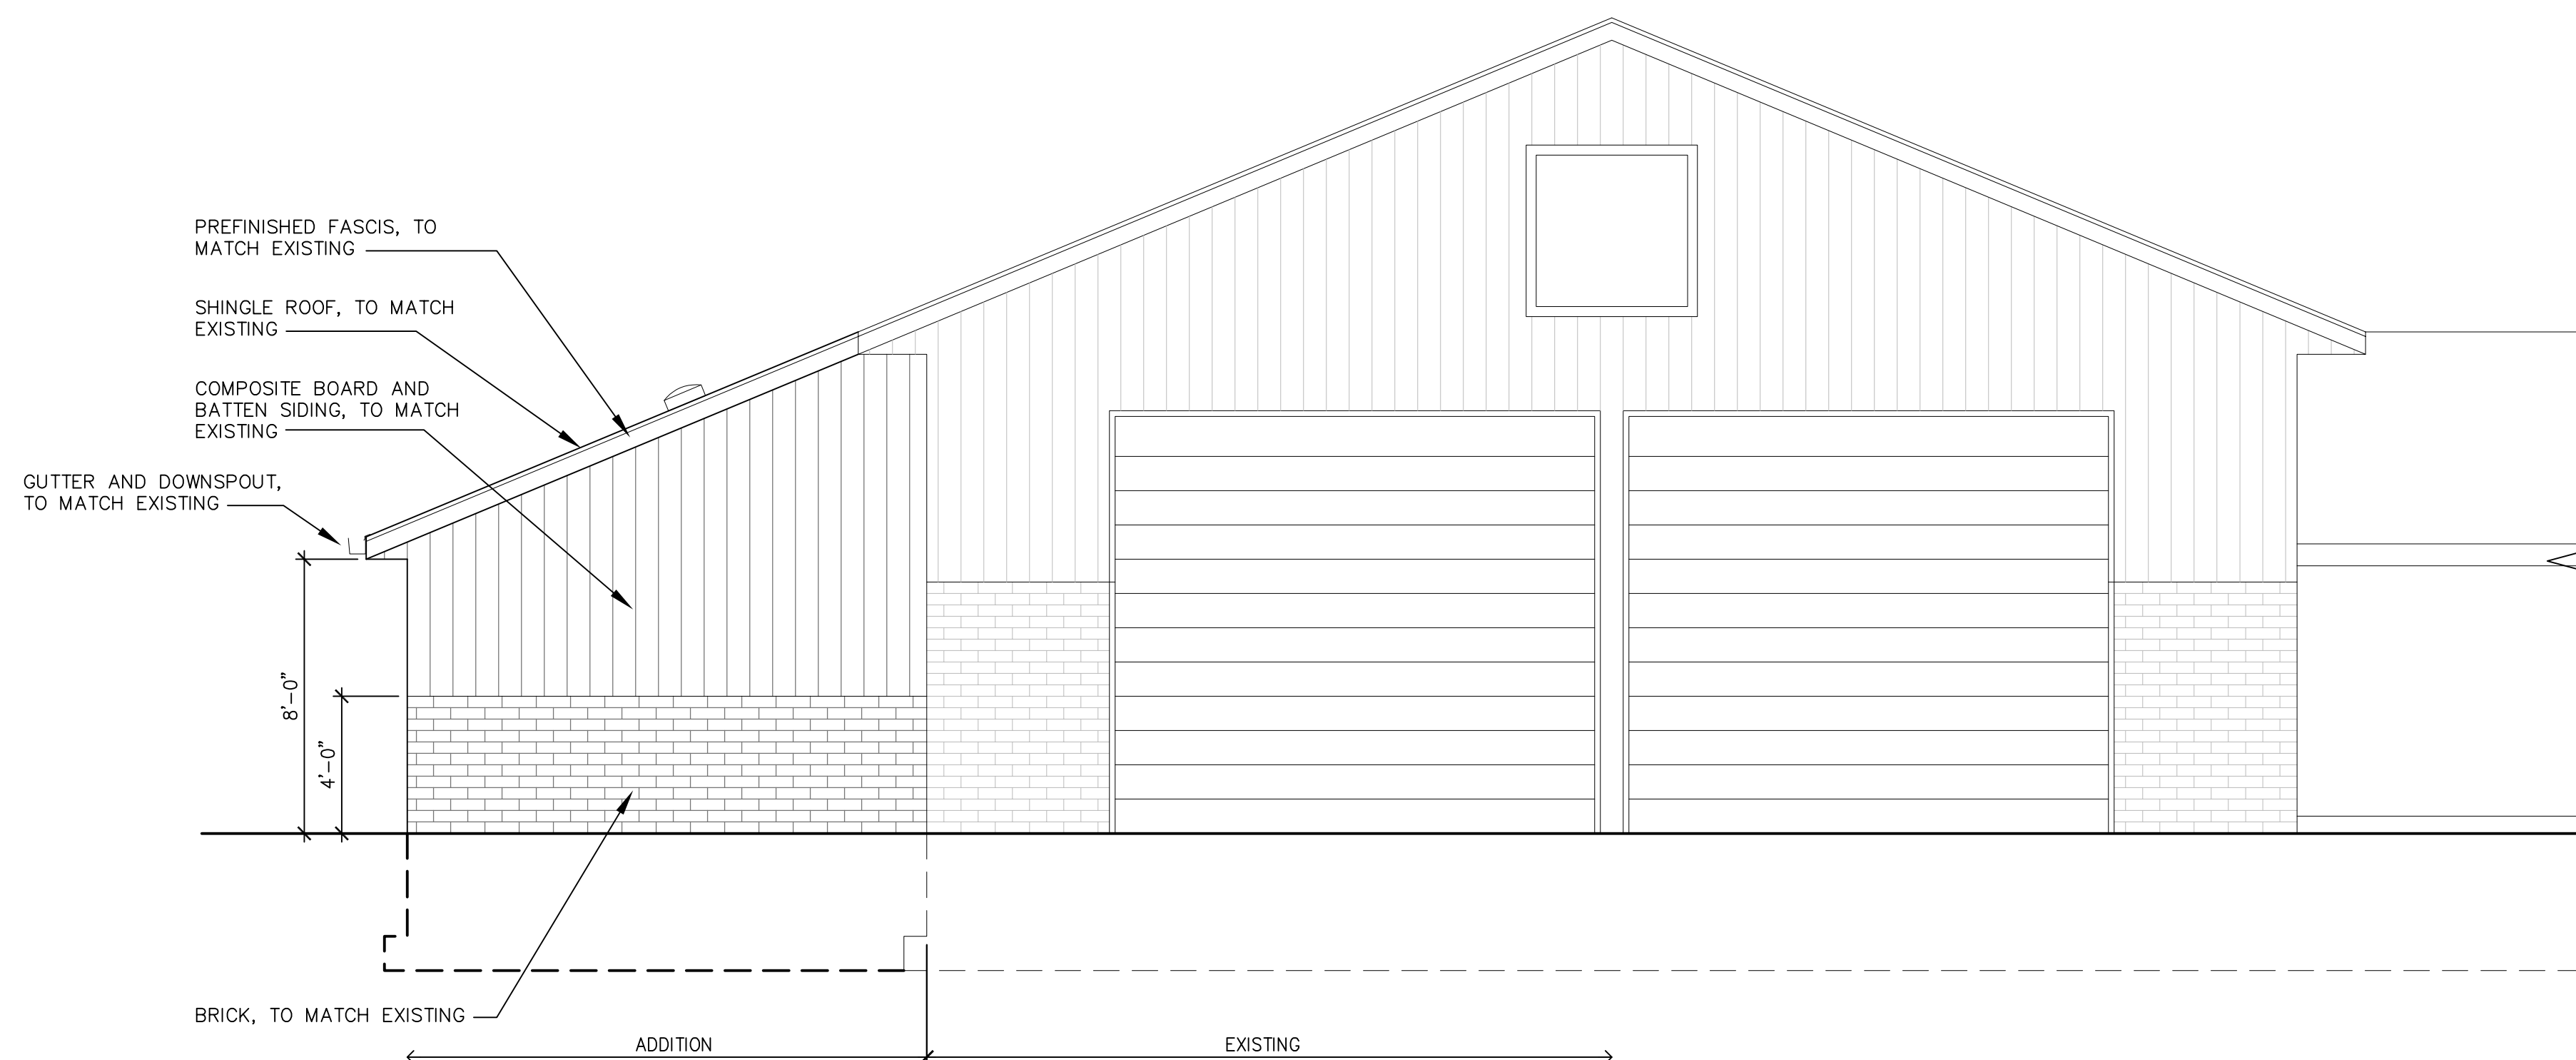 PREFINISHED FASCIS, TO
MATCH EXISTING
SHINGLE ROOF, TO MATCH
EXISTING
COMPOSITE BOARD AND
BATTEN SIDING, TO MATCH
EXISTING
GUTTER AND DOWNSPOUT,
TO MATCH EXISTING
8'-0"
4'-0"
BRICK, TO MATCH EXISTING
ADDITION
EXISTING